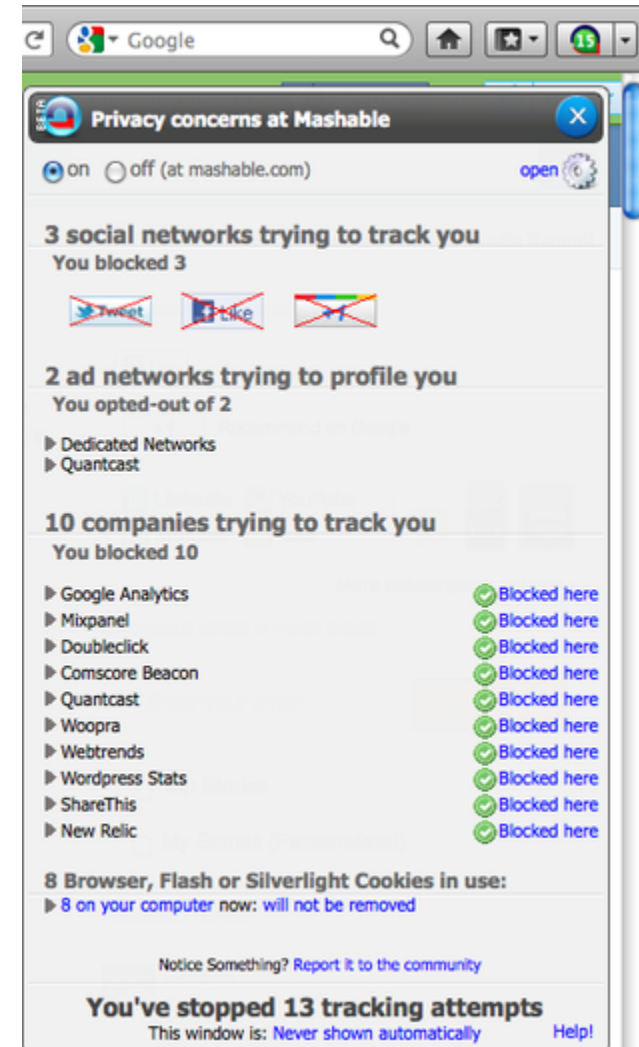 Google
15
BETA
Privacy concerns at Mashable
on off (at mashable.com) open
3 social networks trying to track you
You blocked 3
Tweet Like +1
2 ad networks trying to profile you
You opted-out of 2
Dedicated Networks
Quantcast
10 companies trying to track you
You blocked 10
Google Analytics Blocked here
Mixpanel Blocked here
Doubleclick Blocked here
Comscore Beacon Blocked here
Quantcast Blocked here
Woopra Blocked here
Webtrends Blocked here
Wordpress Stats Blocked here
ShareThis Blocked here
New Relic Blocked here
8 Browser, Flash or Silverlight Cookies in use:
8 on your computer now: will not be removed
Notice Something? Report it to the community
You've stopped 13 tracking attempts
This window is: Never shown automatically Help!